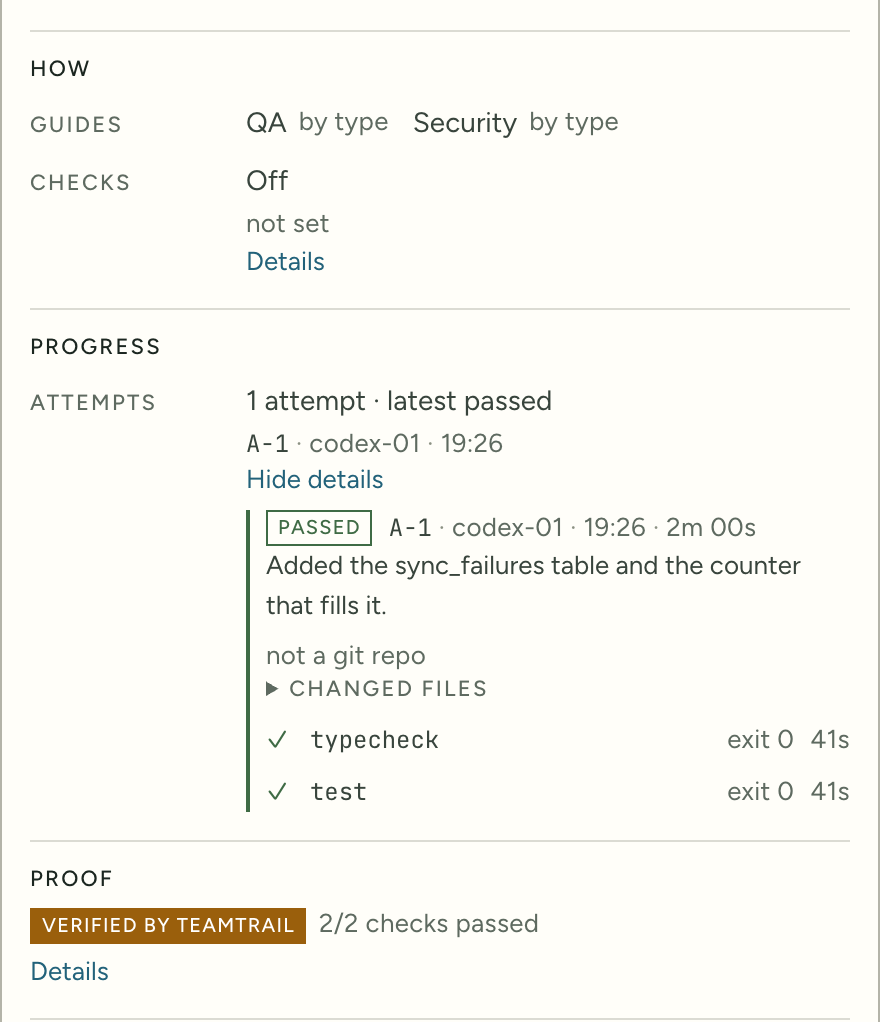 HOW
GUIDES QA by type Security by type
CHECKS Off
not set
Details
PROGRESS
ATTEMPTS 1 attempt · latest passed
A-1 · codex-01 · 19:26
Hide details
PASSED A-1 · codex-01 · 19:26 · 2m 00s
Added the sync_failures table and the counter
that fills it.
not a git repo
▶ CHANGED FILES
✓ typecheck exit 0 41s
✓ test exit 0 41s
PROOF
VERIFIED BY TEAMTRAIL 2/2 checks passed
Details